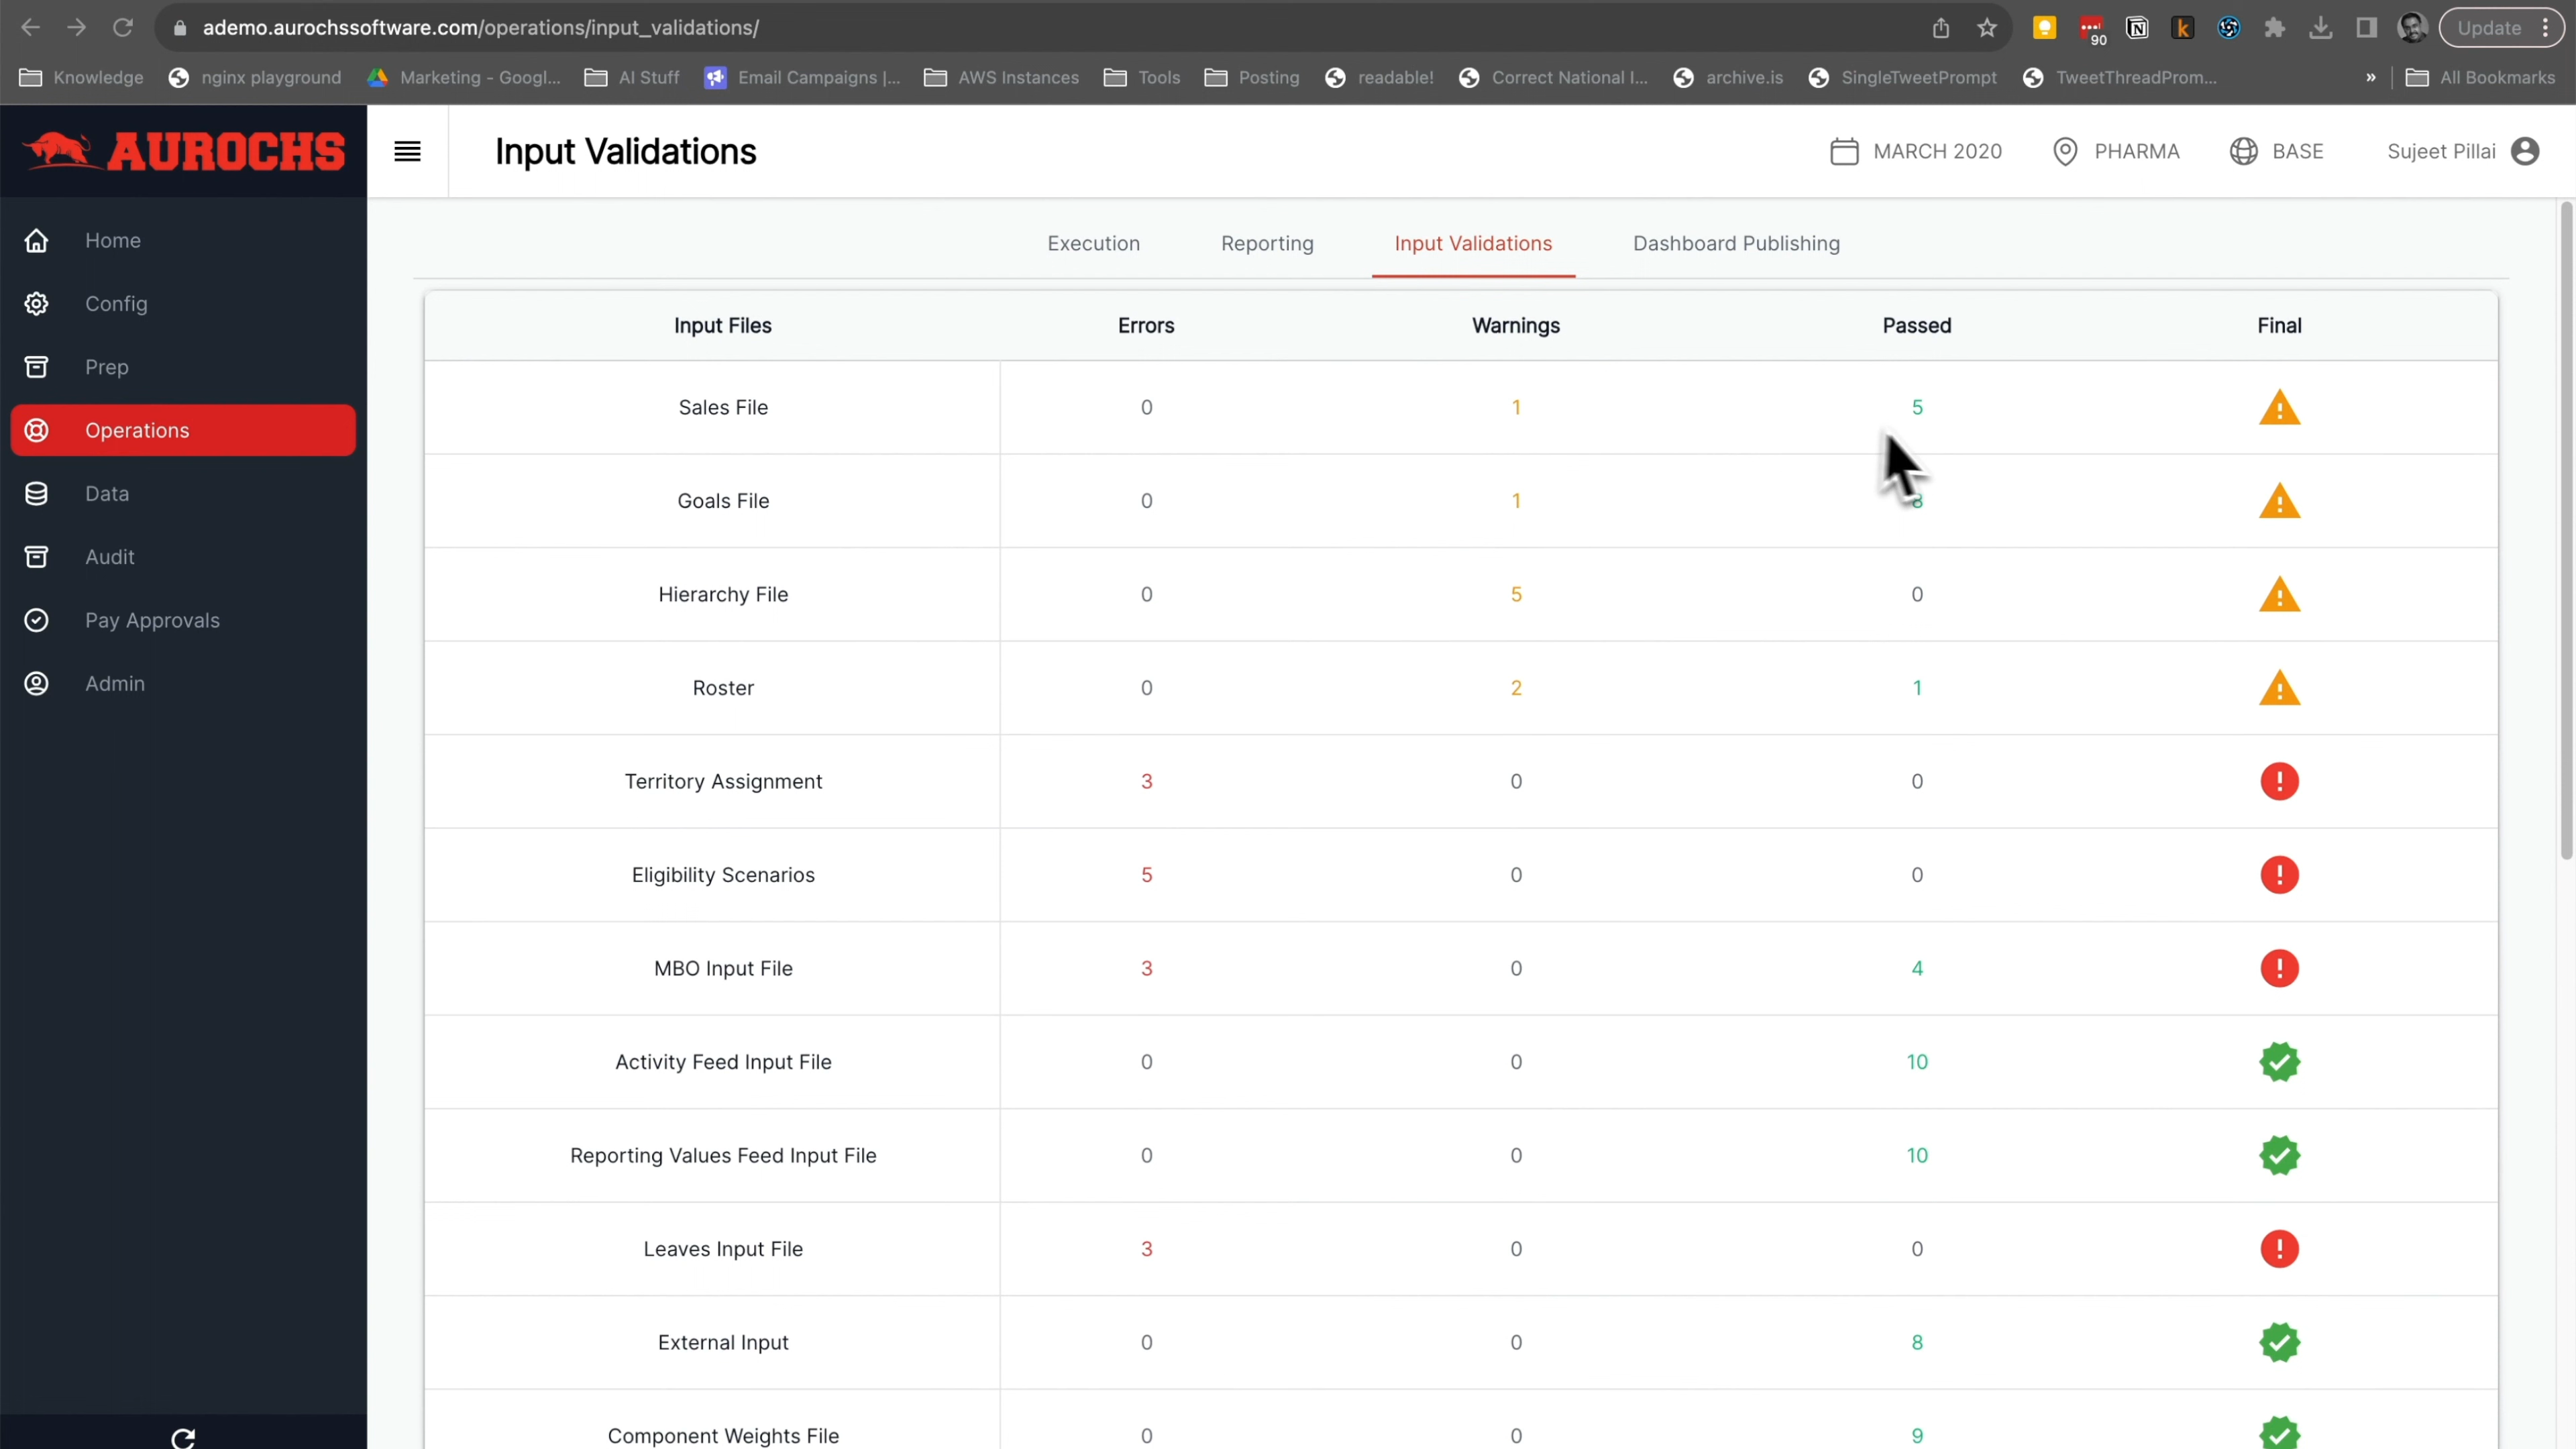 ademo.aurochssoftware.com/operations/input_validations/
90
Update
Knowledge
nginx playground
Marketing - Googl...
AI Stuff
Email Campaigns |...
AWS Instances
Tools
Posting
readable!
Correct National I...
archive.is
SingleTweetPrompt
TweetThreadProm...
»
All Bookmarks
AUROCHS
Input Validations
MARCH 2020
PHARMA
BASE
Sujeet Pillai
Home
Config
Prep
Operations
Data
Audit
Pay Approvals
Admin
Execution Reporting Input Validations Dashboard Publishing
Input Files Errors Warnings Passed Final
Sales File 0 1 5
Goals File 0 1 8
Hierarchy File 0 5 0
Roster 0 2 1
Territory Assignment 3 0 0
Eligibility Scenarios 5 0 0
MBO Input File 3 0 4
Activity Feed Input File 0 0 10
Reporting Values Feed Input File 0 0 10
Leaves Input File 3 0 0
External Input 0 0 8
Component Weights File 0 0 9